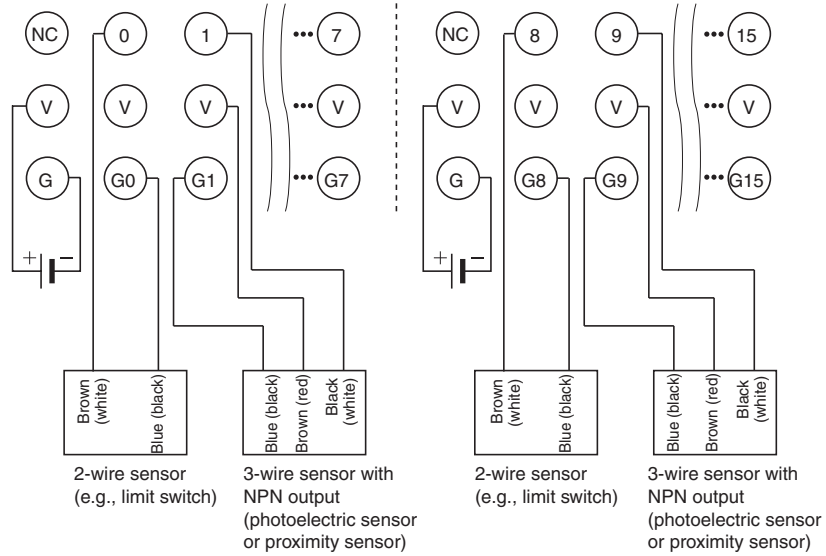 NC 0 1 ••• 7 NC 8 9 ••• 15
V V V ••• V V V V ••• V
G G0 G1 ••• G7 G G8 G9 ••• G15
+ − + −
Brown (white)
Blue (black)
Blue (black)
Brown (red)
Black (white)
Brown (white)
Blue (black)
Blue (black)
Brown (red)
Black (white)
2-wire sensor
(e.g., limit switch)
3-wire sensor with
NPN output
(photoelectric sensor
or proximity sensor)
2-wire sensor
(e.g., limit switch)
3-wire sensor with
NPN output
(photoelectric sensor
or proximity sensor)